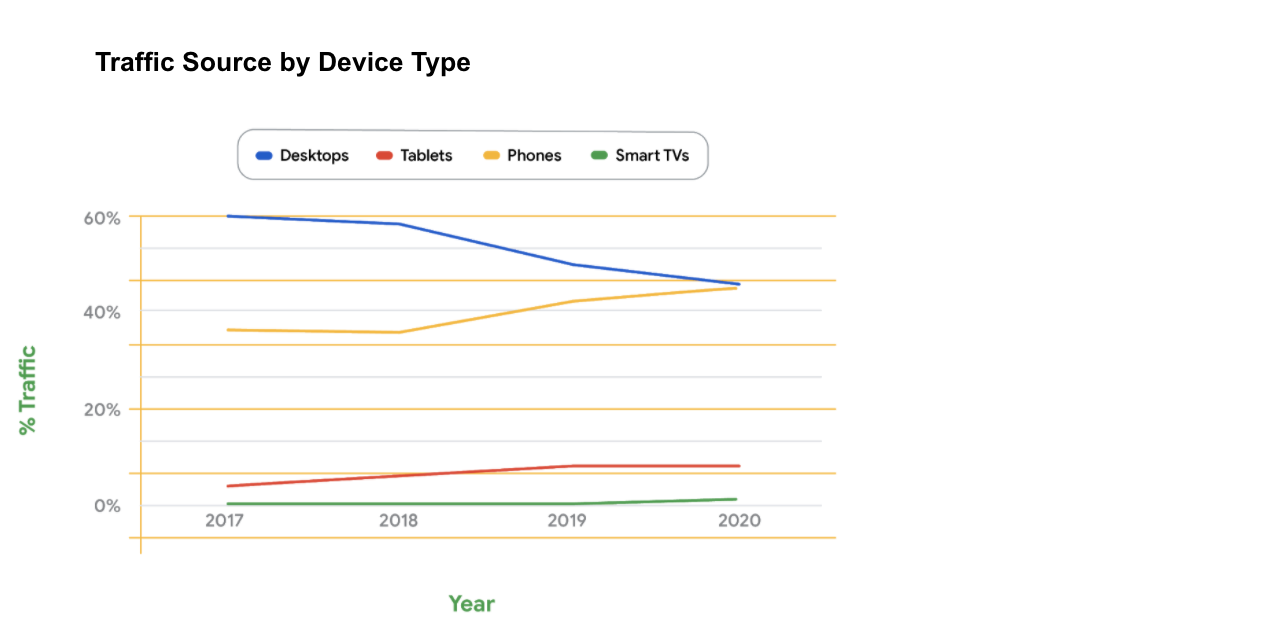 Traffic Source by Device Type
Desktops Tablets Phones Smart TVs
60%
40%
20%
0%
% Traffic
2017 2018 2019 2020
Year